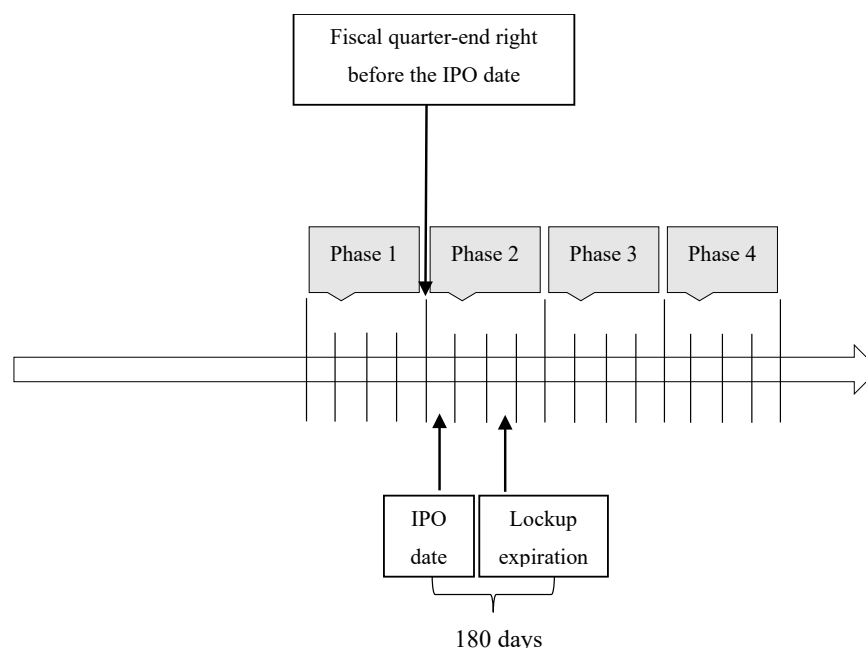 Fiscal quarter-end right
before the IPO date
Phase 1
Phase 2
Phase 3
Phase 4
IPO
date
Lockup
expiration
180 days